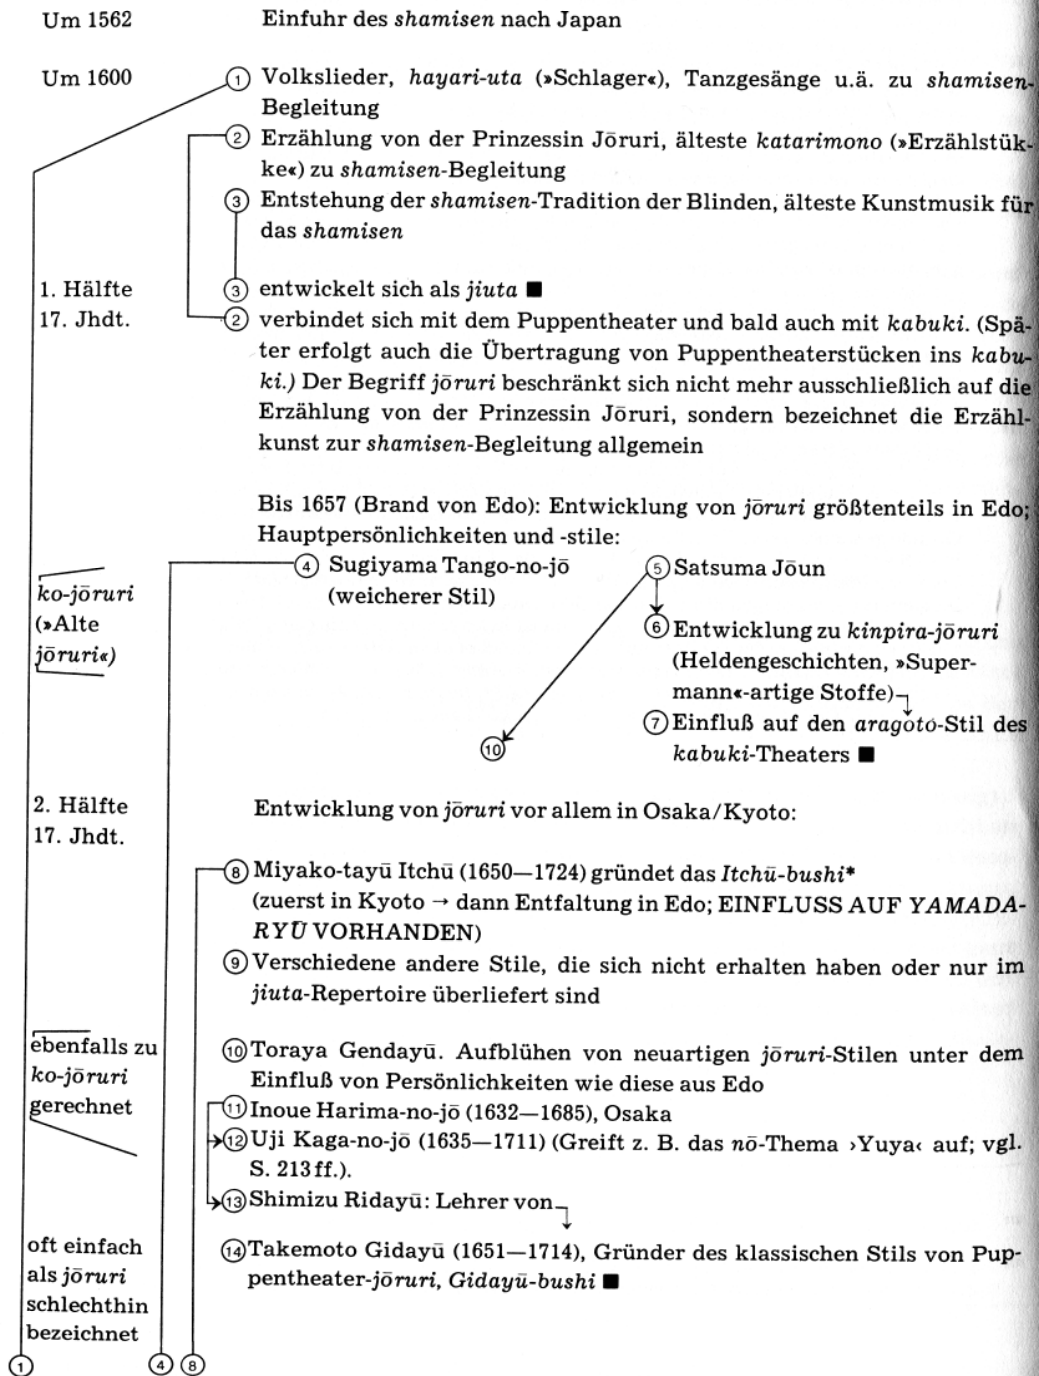 Um 1562 Einfuhr des shamisen nach Japan
Um 1600 ① Volkslieder, hayari-uta (»Schlager«), Tanzgesänge u.ä. zu shamisen-
Begleitung
② Erzählung von der Prinzessin Jōruri, älteste katarimono (»Erzählstük-
ke«) zu shamisen-Begleitung
③ Entstehung der shamisen-Tradition der Blinden, älteste Kunstmusik für
das shamisen
1. Hälfte ③ entwickelt sich als jiuta ■
17. Jhdt. ② verbindet sich mit dem Puppentheater und bald auch mit kabuki. (Spä-
ter erfolgt auch die Übertragung von Puppentheaterstücken ins kabu-
ki.) Der Begriff jōruri beschränkt sich nicht mehr ausschließlich auf die
Erzählung von der Prinzessin Jōruri, sondern bezeichnet die Erzähl-
kunst zur shamisen-Begleitung allgemein
Bis 1657 (Brand von Edo): Entwicklung von jōruri größtenteils in Edo;
Hauptpersönlichkeiten und -stile:
④ Sugiyama Tango-no-jō
(weicherer Stil)
⑤ Satsuma Jōun
⑥ Entwicklung zu kinpira-jōruri
(Heldengeschichten, »Super-
mann«-artige Stoffe)
⑦ Einfluß auf den aragoto-Stil des
kabuki-Theaters ■
⑩
ko-jōruri
(»Alte
jōruri«)
2. Hälfte Entwicklung von jōruri vor allem in Osaka/Kyoto:
17. Jhdt.
⑧ Miyako-tayū Itchū (1650—1724) gründet das Itchū-bushi*
(zuerst in Kyoto → dann Entfaltung in Edo; EINFLUSS AUF YAMADA-
RYŪ VORHANDEN)
⑨ Verschiedene andere Stile, die sich nicht erhalten haben oder nur im
jiuta-Repertoire überliefert sind
ebenfalls zu
ko-jōruri
gerechnet
⑩ Toraya Gendayū. Aufblühen von neuartigen jōruri-Stilen unter dem
Einfluß von Persönlichkeiten wie diese aus Edo
⑪ Inoue Harima-no-jō (1632—1685), Osaka
⑫ Uji Kaga-no-jō (1635—1711) (Greift z. B. das nō-Thema ›Yuya‹ auf; vgl.
S. 213ff.).
⑬ Shimizu Ridayū: Lehrer von
⑭ Takemoto Gidayū (1651—1714), Gründer des klassischen Stils von Pup-
pentheater-jōruri, Gidayū-bushi ■
oft einfach
als jōruri
schlechthin
bezeichnet
① ④ ⑧